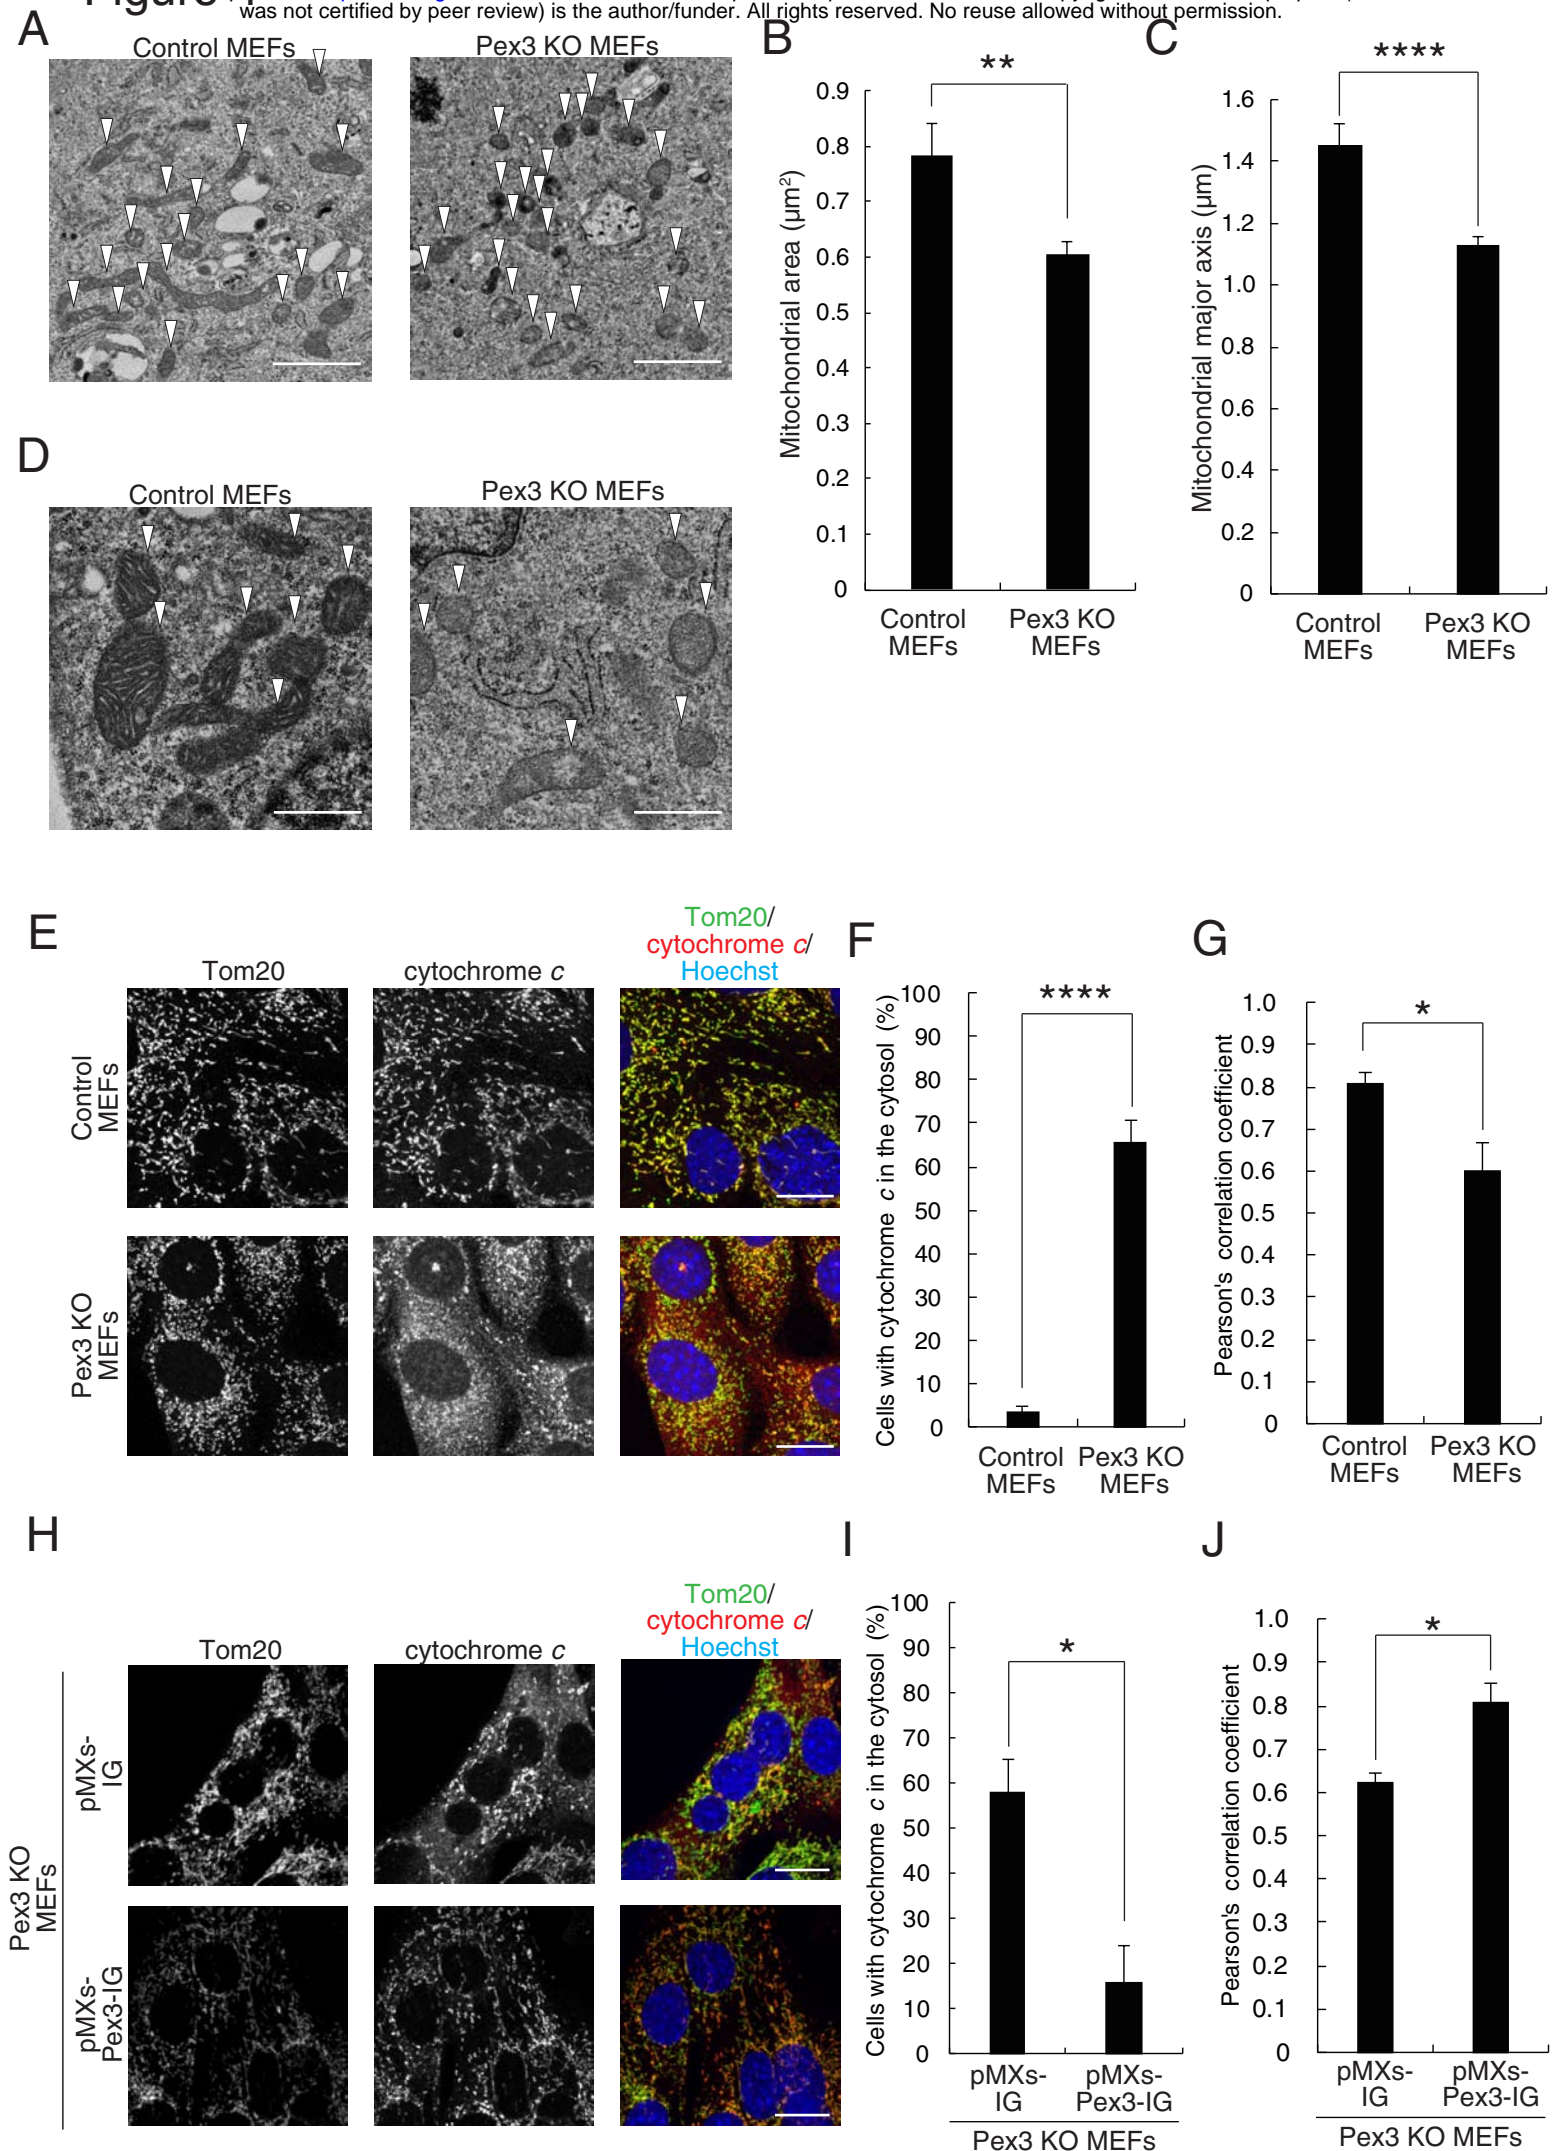 was not certified by peer review) is the author/funder. All rights reserved. No reuse allowed without permission.
A
Control MEFs
Pex3 KO MEFs
B
**
Mitochondrial area (μm²)
0.9
0.8
0.7
0.6
0.5
0.4
0.3
0.2
0.1
0
Control
MEFs
Pex3 KO
MEFs
C
****
Mitochondrial major axis (μm)
1.6
1.4
1.2
1.0
0.8
0.6
0.4
0.2
0
Control
MEFs
Pex3 KO
MEFs
D
Control MEFs
Pex3 KO MEFs
E
Tom20
cytochrome c
Tom20/
cytochrome c/
Hoechst
Control
MEFs
Pex3 KO
MEFs
F
****
Cells with cytochrome c in the cytosol (%)
100
90
80
70
60
50
40
30
20
10
0
Control
MEFs
Pex3 KO
MEFs
G
*
Pearson's correlation coefficient
1.0
0.9
0.8
0.7
0.6
0.5
0.4
0.3
0.2
0.1
0
Control
MEFs
Pex3 KO
MEFs
H
Tom20
cytochrome c
Tom20/
cytochrome c/
Hoechst
Pex3 KO
MEFs
pMXs-
IG
pMXs-
Pex3-IG
I
*
Cells with cytochrome c in the cytosol (%)
100
90
80
70
60
50
40
30
20
10
0
pMXs-
IG
pMXs-
Pex3-IG
Pex3 KO MEFs
J
*
Pearson's correlation coefficient
1.0
0.9
0.8
0.7
0.6
0.5
0.4
0.3
0.2
0.1
0
pMXs-
IG
pMXs-
Pex3-IG
Pex3 KO MEFs